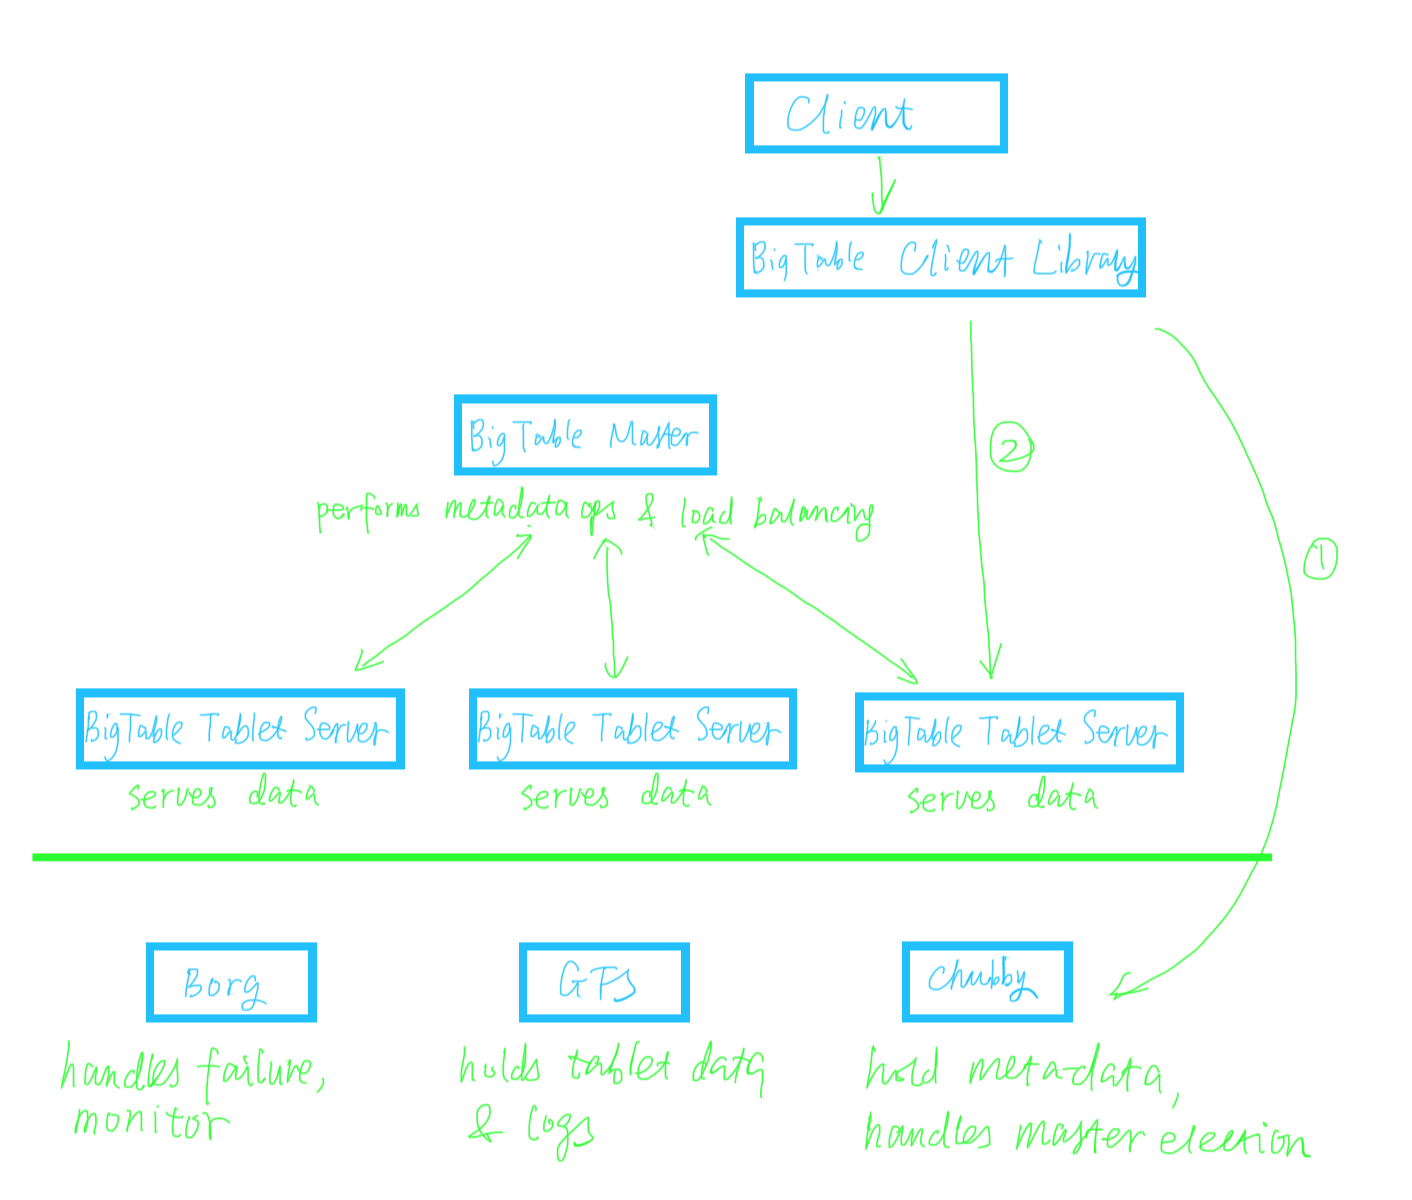 Client
BigTable Client Library
BigTable Master
②
performs metadata ops & load balancing
①
BigTable Tablet Server
BigTable Tablet Server
BigTable Tablet Server
serves data
serves data
serves data
Borg
GFS
Chubby
handles failure,
monitor
holds tablet data
& logs
hold meta-data,
handles master election